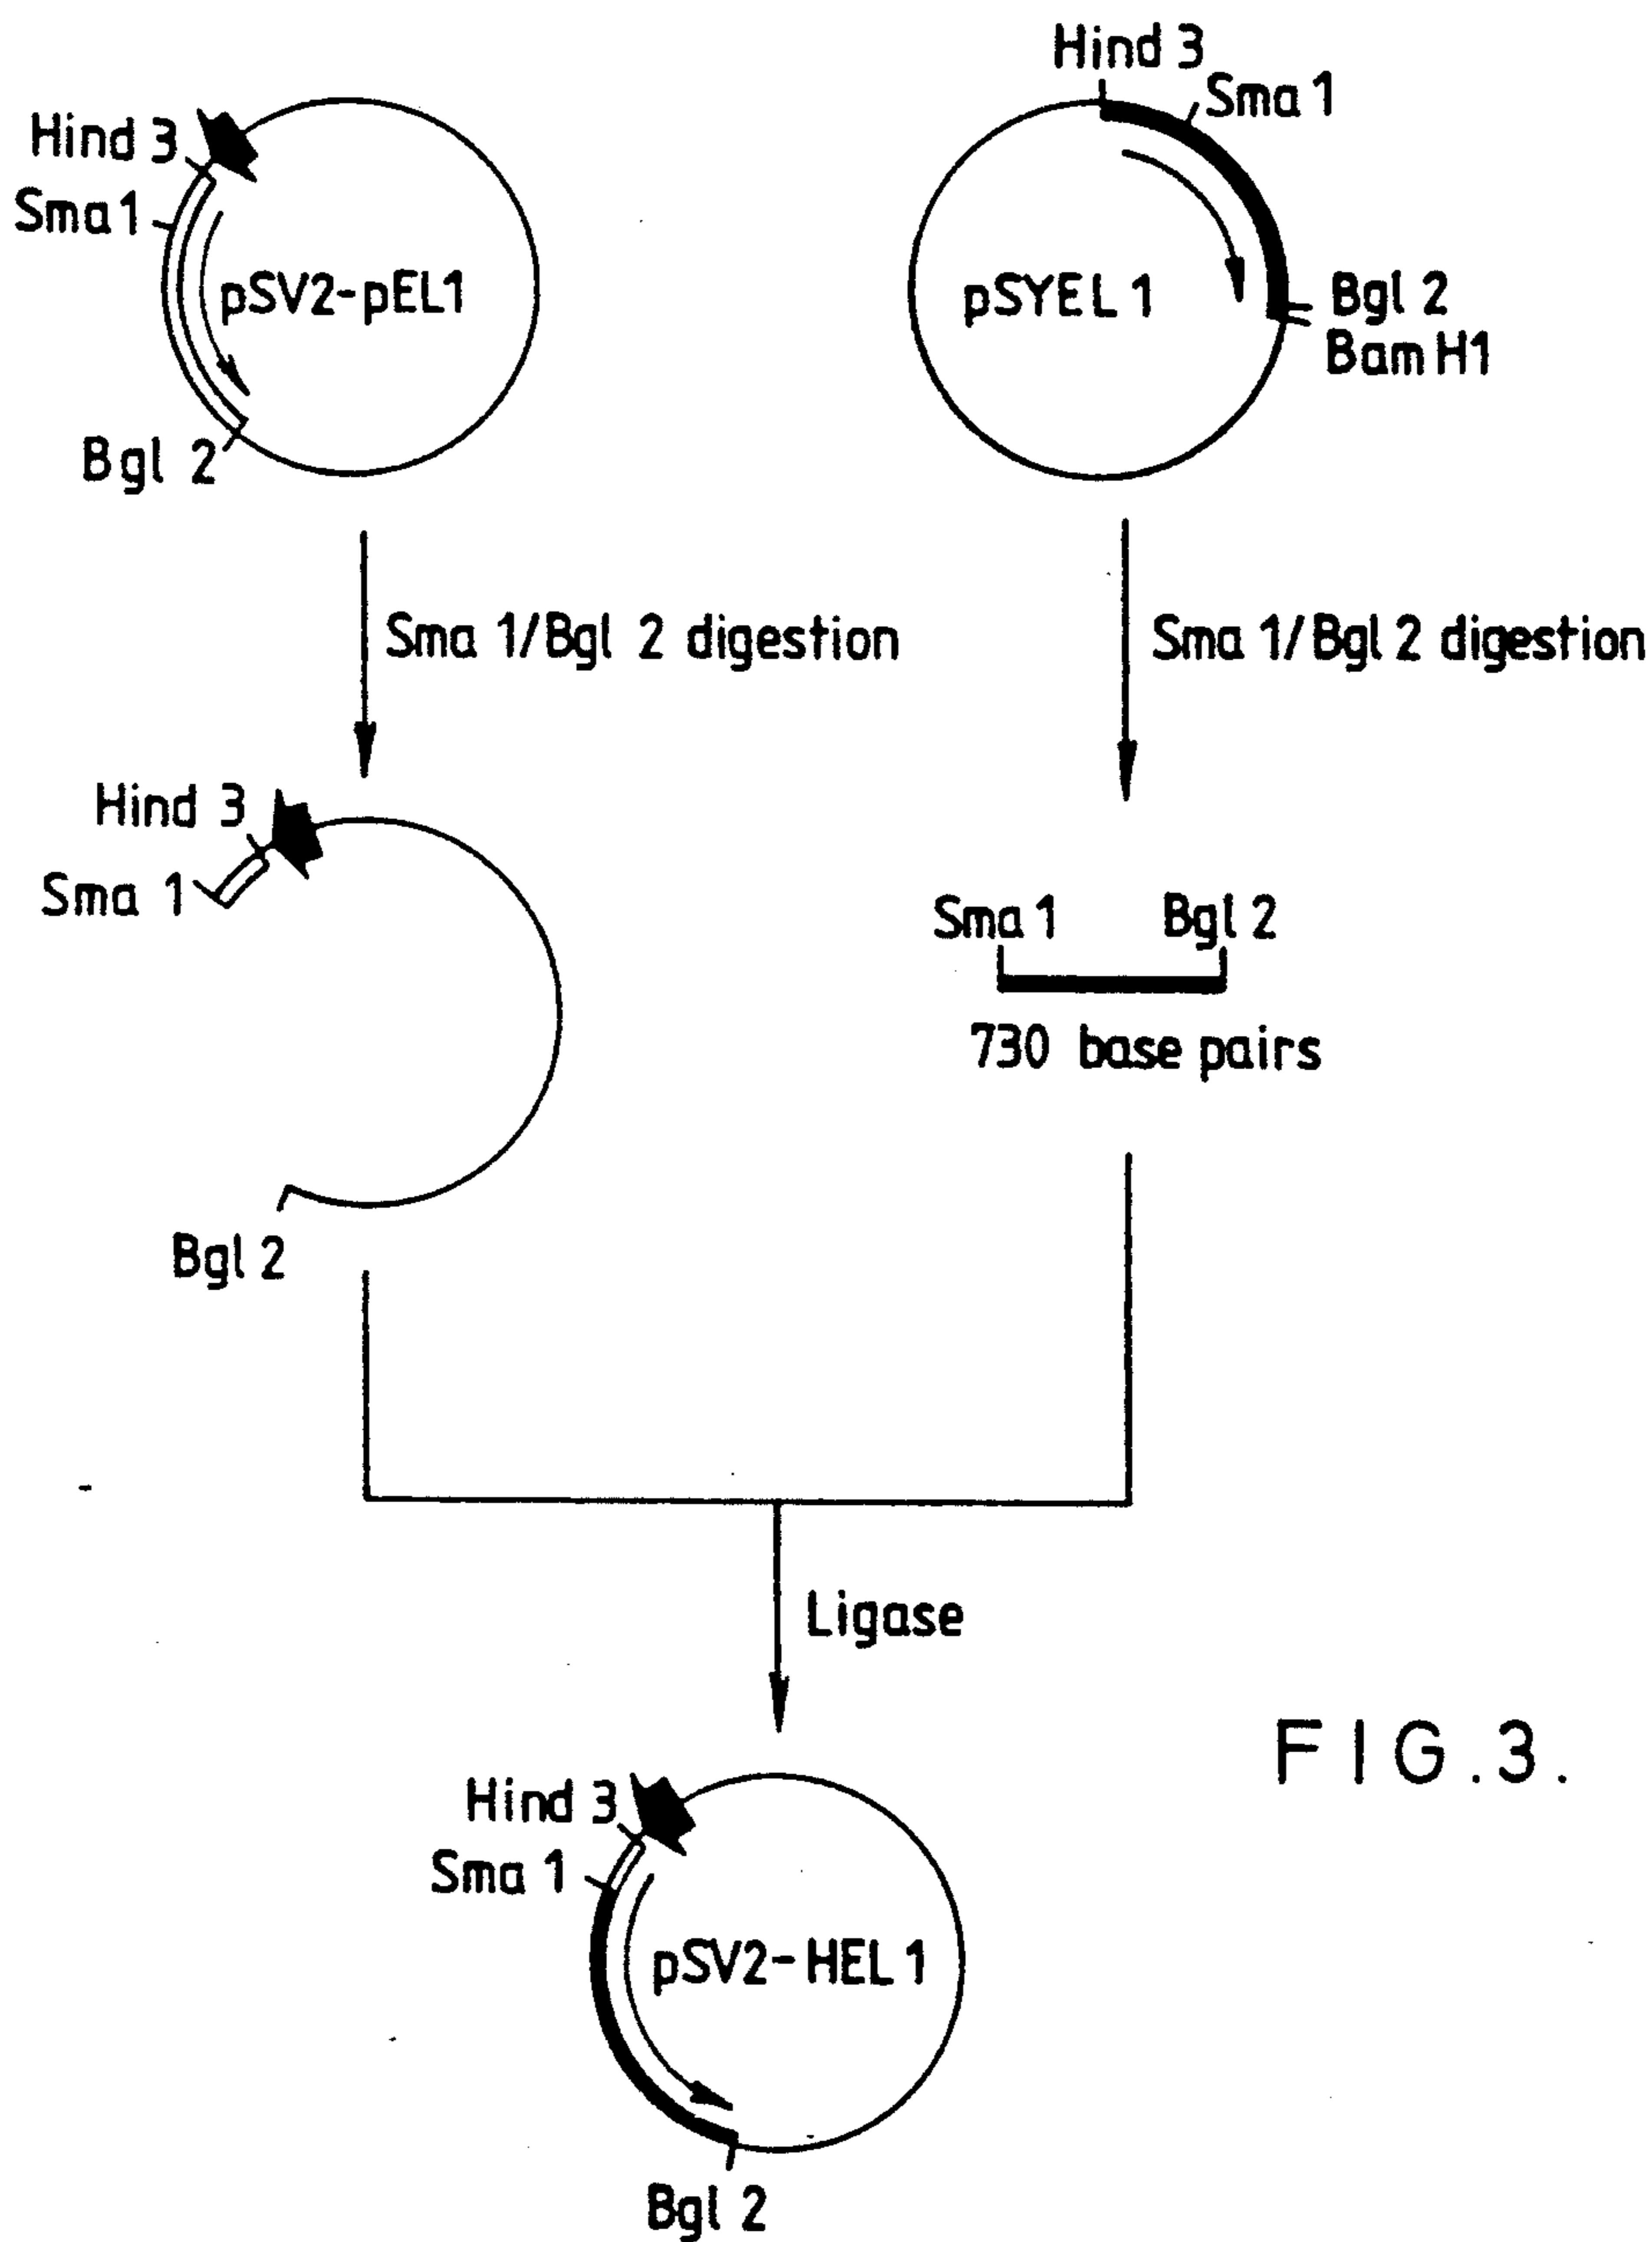 Hind 3
Sma 1
pSV2-pEL1
Bgl 2
Hind 3
Sma 1
pSYEL 1
Bgl 2
Bam H1
Sma 1/Bgl 2 digestion
Sma 1/Bgl 2 digestion
Hind 3
Sma 1
Bgl 2
Sma 1 Bgl 2
730 base pairs
Ligase
Hind 3
Sma 1
pSV2-HEL 1
Bgl 2
FIG.3.